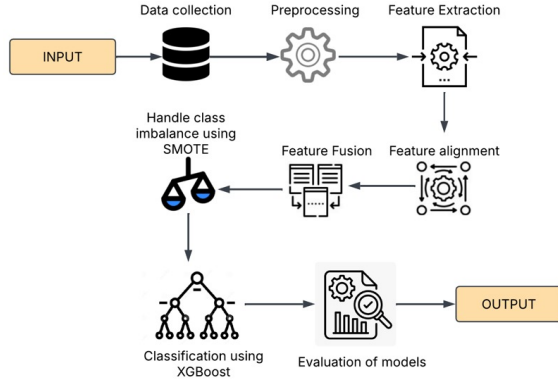 Data collection
Preprocessing
Feature Extraction
INPUT
Handle class
imbalance using
SMOTE
Feature Fusion
Feature alignment
Classification using
XGBoost
Evaluation of models
OUTPUT